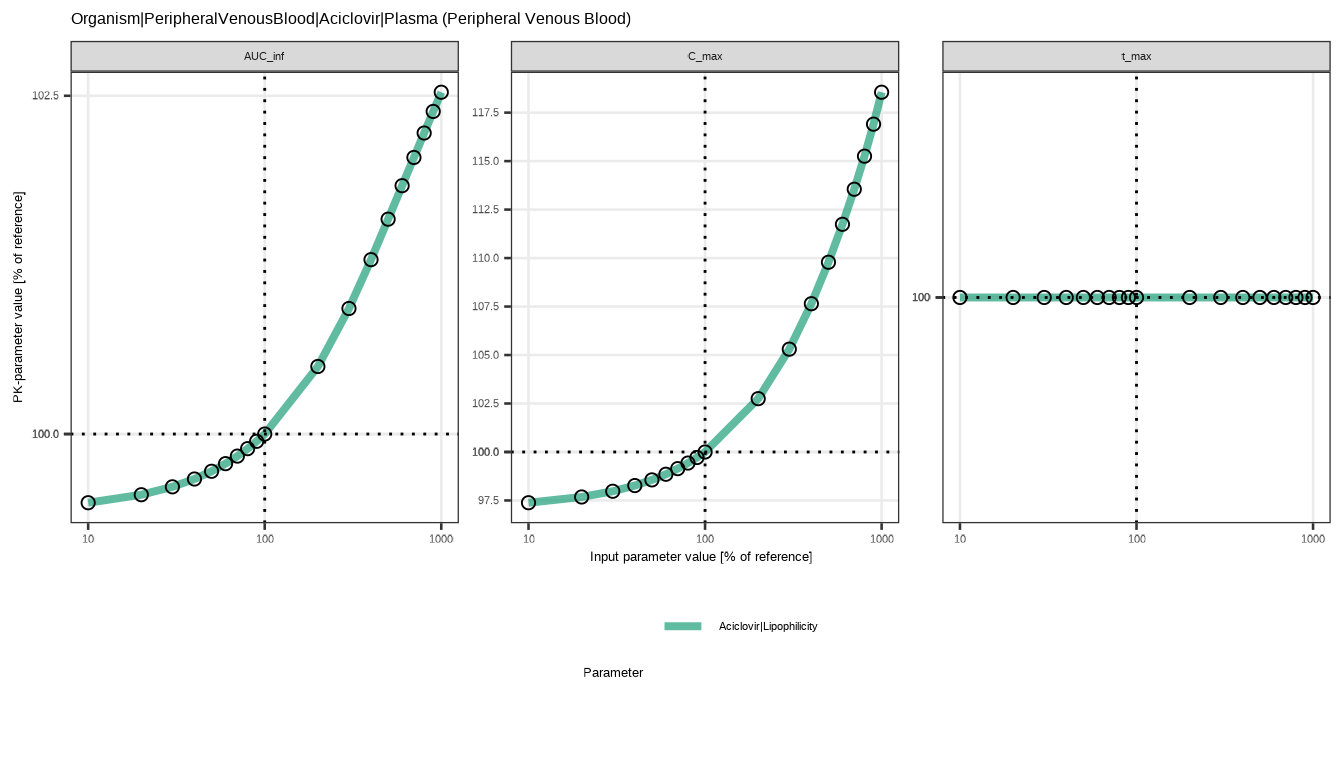 Organism|PeripheralVenousBlood|Aciclovir|Plasma (Peripheral Venous Blood)
AUC_inf
C_max
t_max
PK-parameter value [% of reference]
102.5
100.0
117.5
115.0
112.5
110.0
107.5
105.0
102.5
100.0
97.5
100
10 100 1000
10 100 1000
10 100 1000
Input parameter value [% of reference]
Aciclovir|Lipophilicity
Parameter